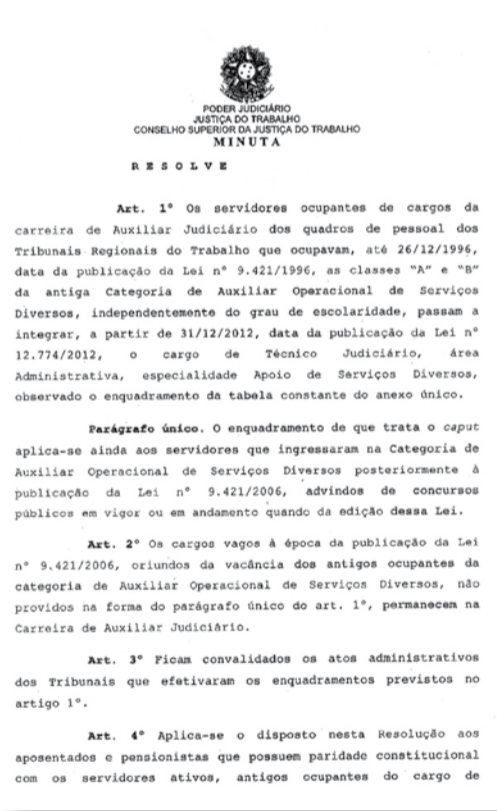 PODER JUDICIÁRIO
JUSTIÇA DO TRABALHO
CONSELHO SUPERIOR DA JUSTIÇA DO TRABALHO
MINUTA
R E S O L V E
Art. 1º Os servidores ocupantes de cargos da
carreira de Auxiliar Judiciário dos quadros de pessoal dos
Tribunais Regionais do Trabalho que ocupavam, até 26/12/1996,
data da publicação da Lei nº 9.421/1996, as classes "A" e "B"
da antiga Categoria de Auxiliar Operacional de Serviços
Diversos, independentemente do grau de escolaridade, passam a
integrar, a partir de 31/12/2012, data da publicação da Lei nº
12.774/2012, o cargo de Técnico Judiciário, área
Administrativa, especialidade Apoio de Serviços Diversos,
observado o enquadramento da tabela constante do anexo único.
Parágrafo único. O enquadramento de que trata o caput
aplica-se ainda aos servidores que ingressaram na Categoria de
Auxiliar Operacional de Serviços Diversos posteriormente à
publicação da Lei nº 9.421/2006, advindos de concursos
públicos em vigor ou em andamento quando da edição dessa Lei.
Art. 2º Os cargos vagos à época da publicação da Lei
nº 9.421/2006, oriundos da vacância dos antigos ocupantes da
categoria de Auxiliar Operacional de Serviços Diversos, não
providos na forma do parágrafo único do art. 1º, permanecem na
Carreira de Auxiliar Judiciário.
Art. 3º Ficam convalidados os atos administrativos
dos Tribunais que efetivaram os enquadramentos previstos no
artigo 1º.
Art. 4º Aplica-se o disposto nesta Resolução aos
aposentados e pensionistas que possuem paridade constitucional
com os servidores ativos, antigos ocupantes do cargo de